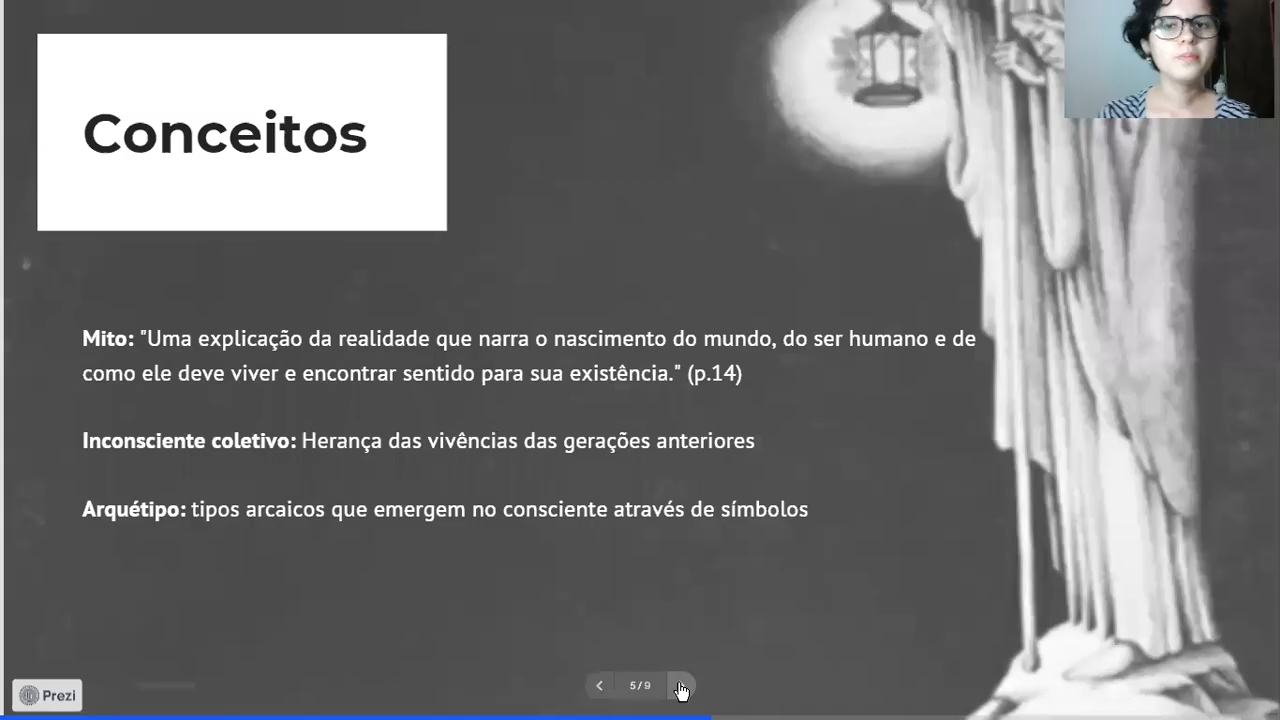 Conceitos
Mito: "Uma explicação da realidade que narra o nascimento do mundo, do ser humano e de
como ele deve viver e encontrar sentido para sua existência." (p.14)
Inconsciente coletivo: Herança das vivências das gerações anteriores
Arquétipo: tipos arcaicos que emergem no consciente através de símbolos
5/9
Prezi